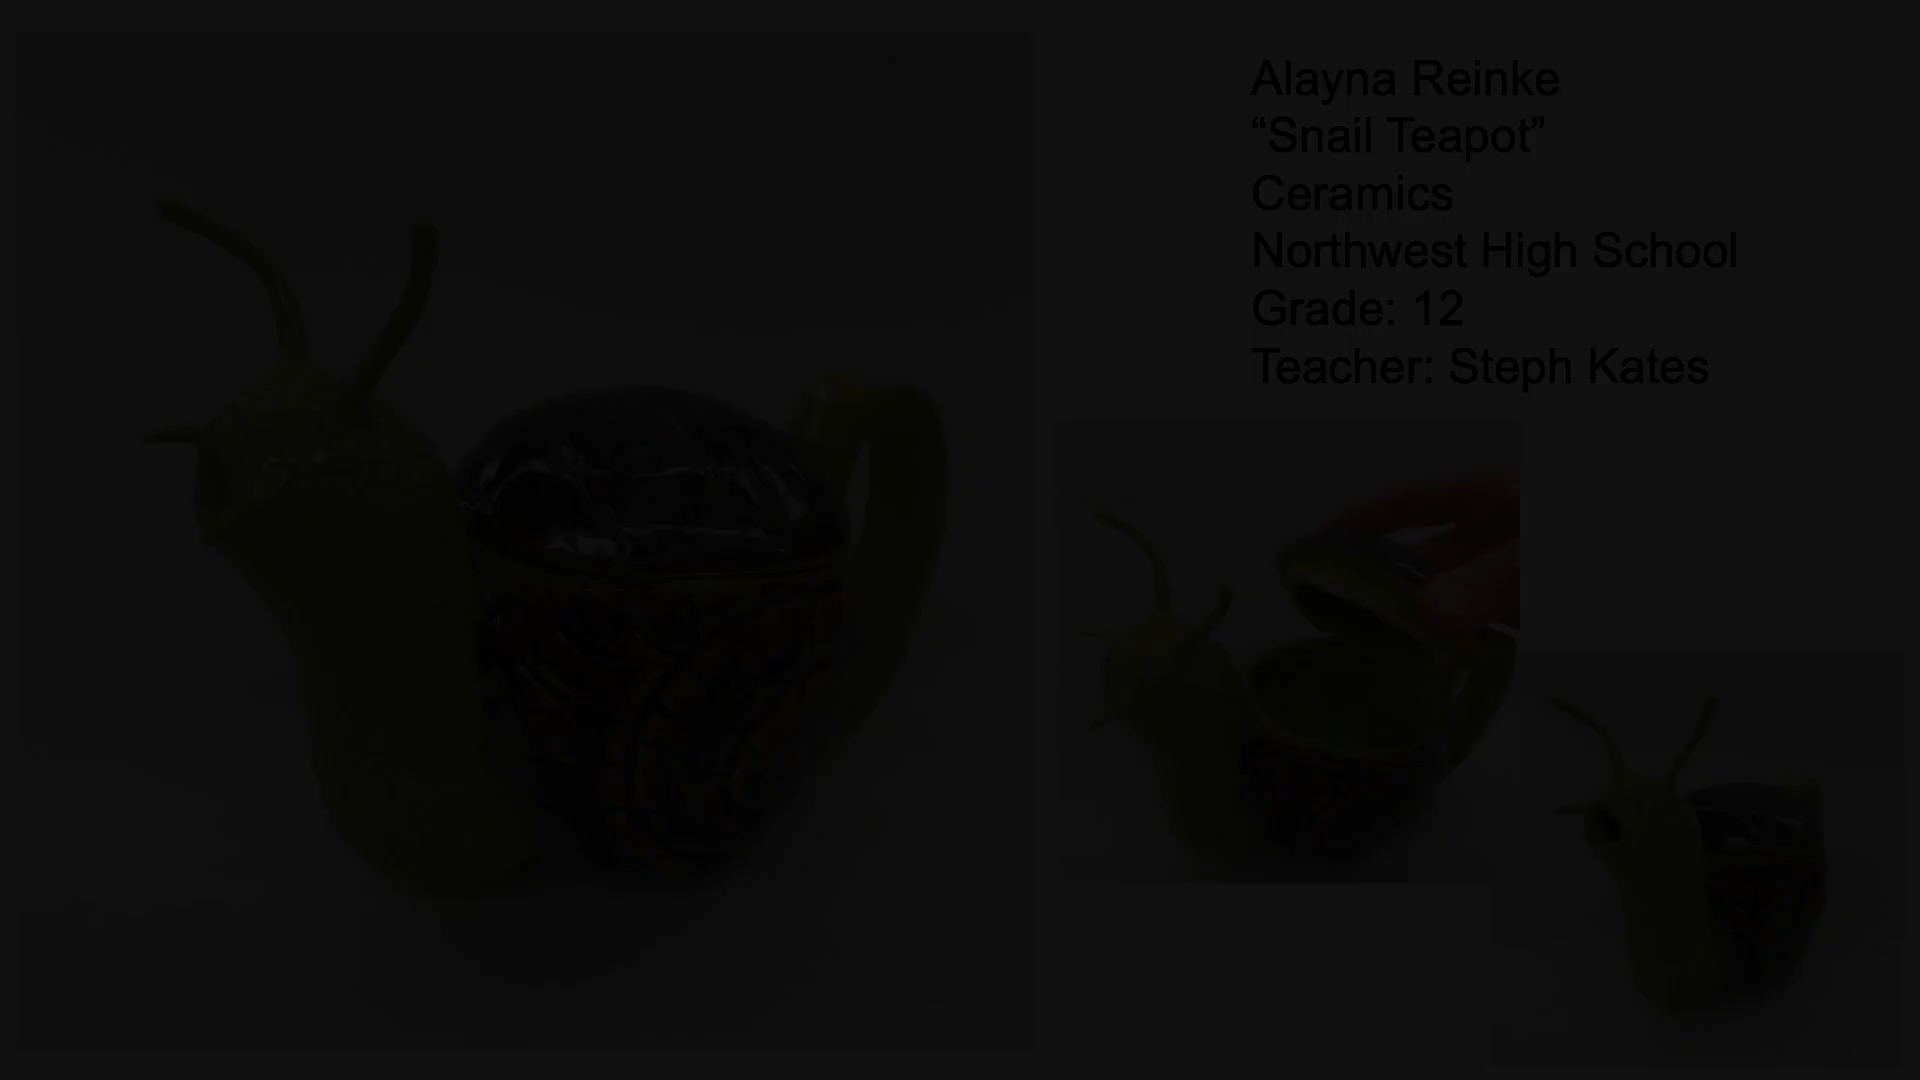 Alayna Reinke
“Snail Teapot”
Ceramics
Northwest High School
Grade: 12
Teacher: Steph Kates